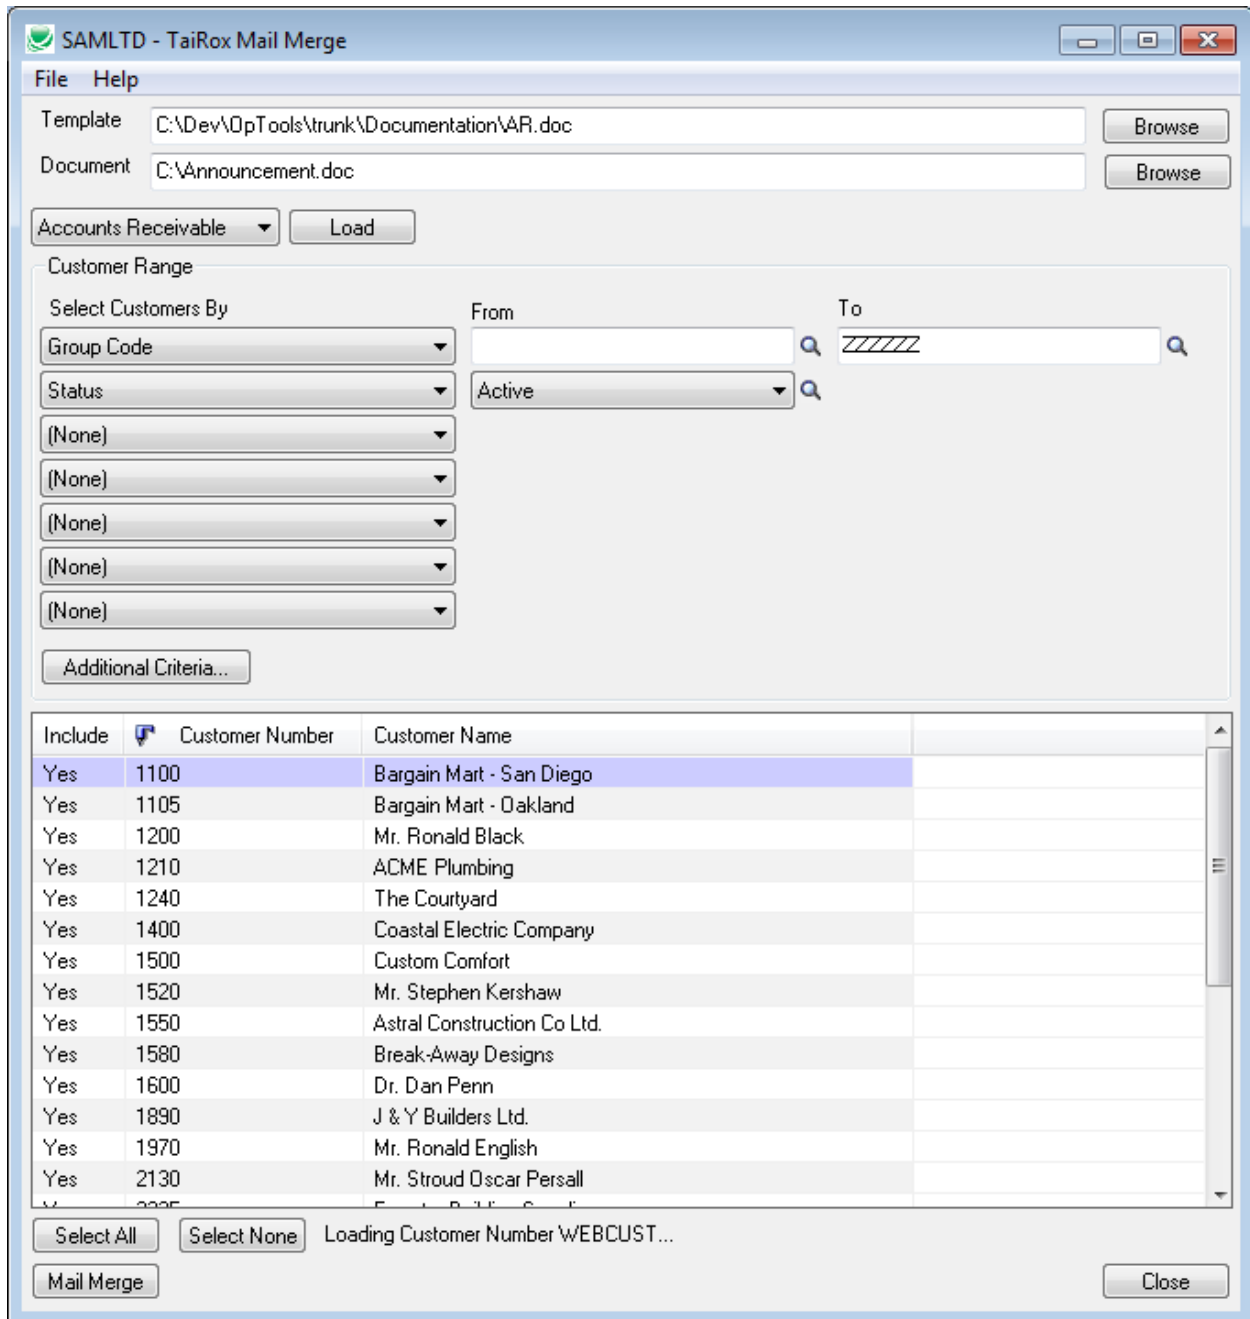 SAMLTD - TaiRox Mail Merge
File Help
Template C:\Dev\OpTools\trunk\Documentation\AR.doc Browse
Document C:\Announcement.doc Browse
Accounts Receivable Load
Customer Range
Select Customers By From To
Group Code ZZZZZZ
Status Active
(None)
(None)
(None)
(None)
(None)
Additional Criteria...
Include Customer Number Customer Name
Yes 1100 Bargain Mart - San Diego
Yes 1105 Bargain Mart - Oakland
Yes 1200 Mr. Ronald Black
Yes 1210 ACME Plumbing
Yes 1240 The Courtyard
Yes 1400 Coastal Electric Company
Yes 1500 Custom Comfort
Yes 1520 Mr. Stephen Kershaw
Yes 1550 Astral Construction Co Ltd.
Yes 1580 Break-Away Designs
Yes 1600 Dr. Dan Penn
Yes 1890 J & Y Builders Ltd.
Yes 1970 Mr. Ronald English
Yes 2130 Mr. Stroud Oscar Persall
Select All Select None Loading Customer Number WEBCUST...
Mail Merge Close